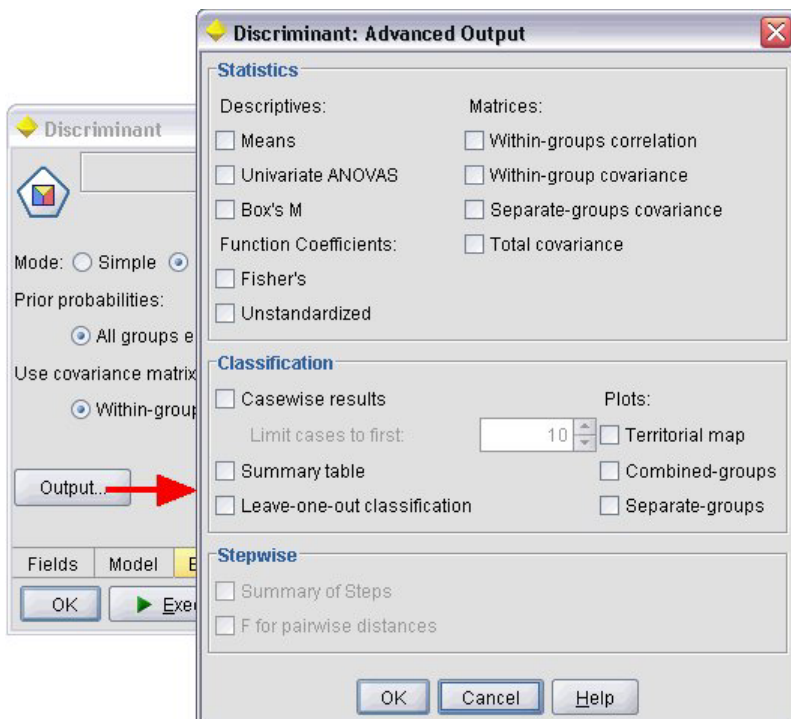 Discriminant: Advanced Output
Statistics
Descriptives:
Means
Univariate ANOVAS
Box's M
Function Coefficients:
Fisher's
Unstandardized
Matrices:
Within-groups correlation
Within-group covariance
Separate-groups covariance
Total covariance
Classification
Casewise results
Limit cases to first: 10
Summary table
Leave-one-out classification
Plots:
Territorial map
Combined-groups
Separate-groups
Stepwise
Summary of Steps
F for pairwise distances
OK Cancel Help
Discriminant
Mode: Simple
Prior probabilities:
All groups e
Use covariance matrix
Within-group
Output...
Fields Model E
OK Exe